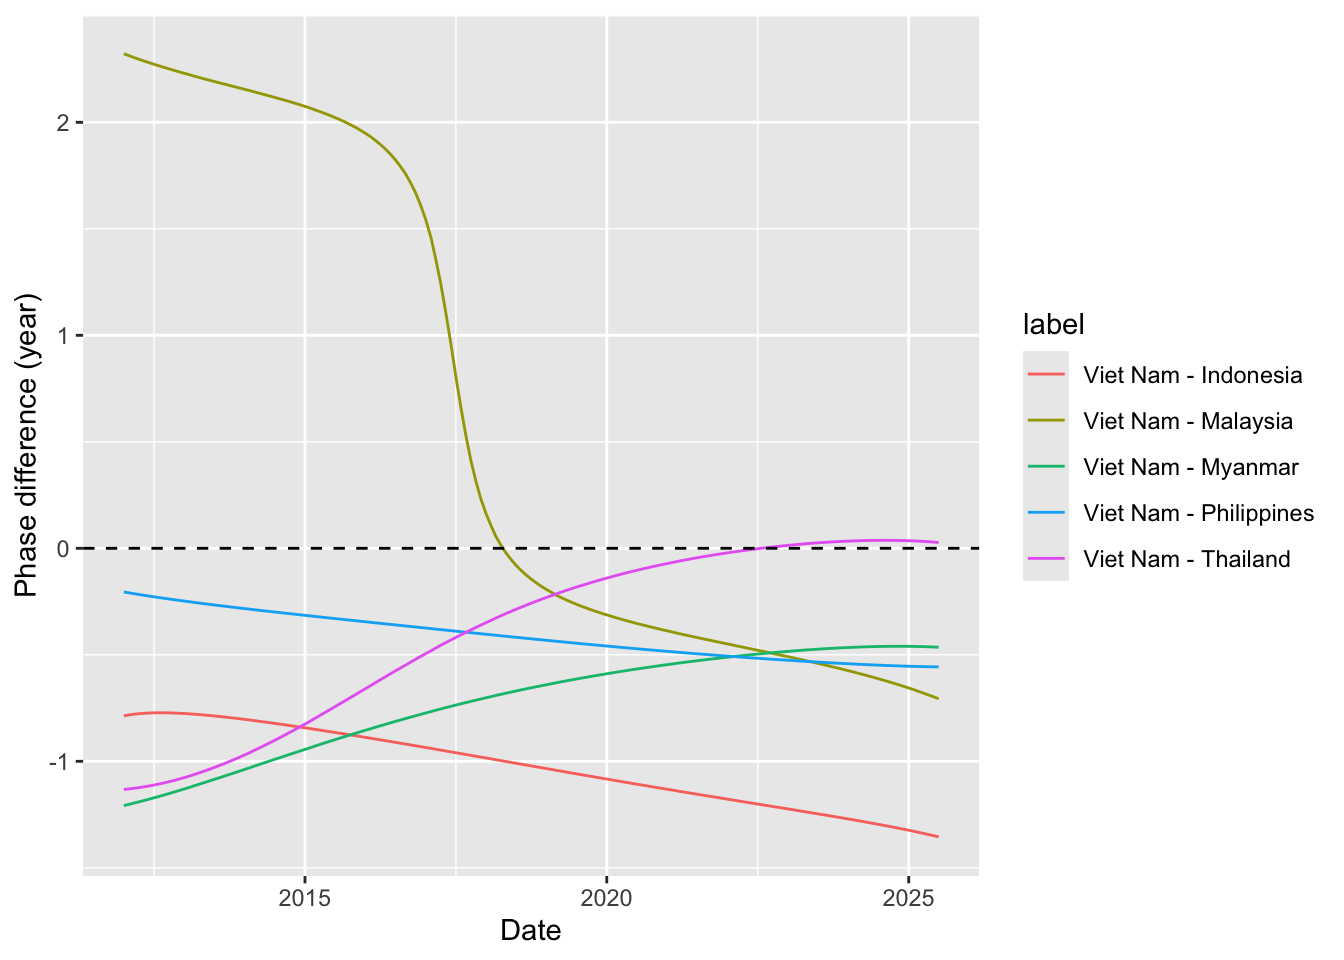 Phase difference (year)
2
1
0
-1
2015
2020
2025
Date
label
Viet Nam - Indonesia
Viet Nam - Malaysia
Viet Nam - Myanmar
Viet Nam - Philippines
Viet Nam - Thailand